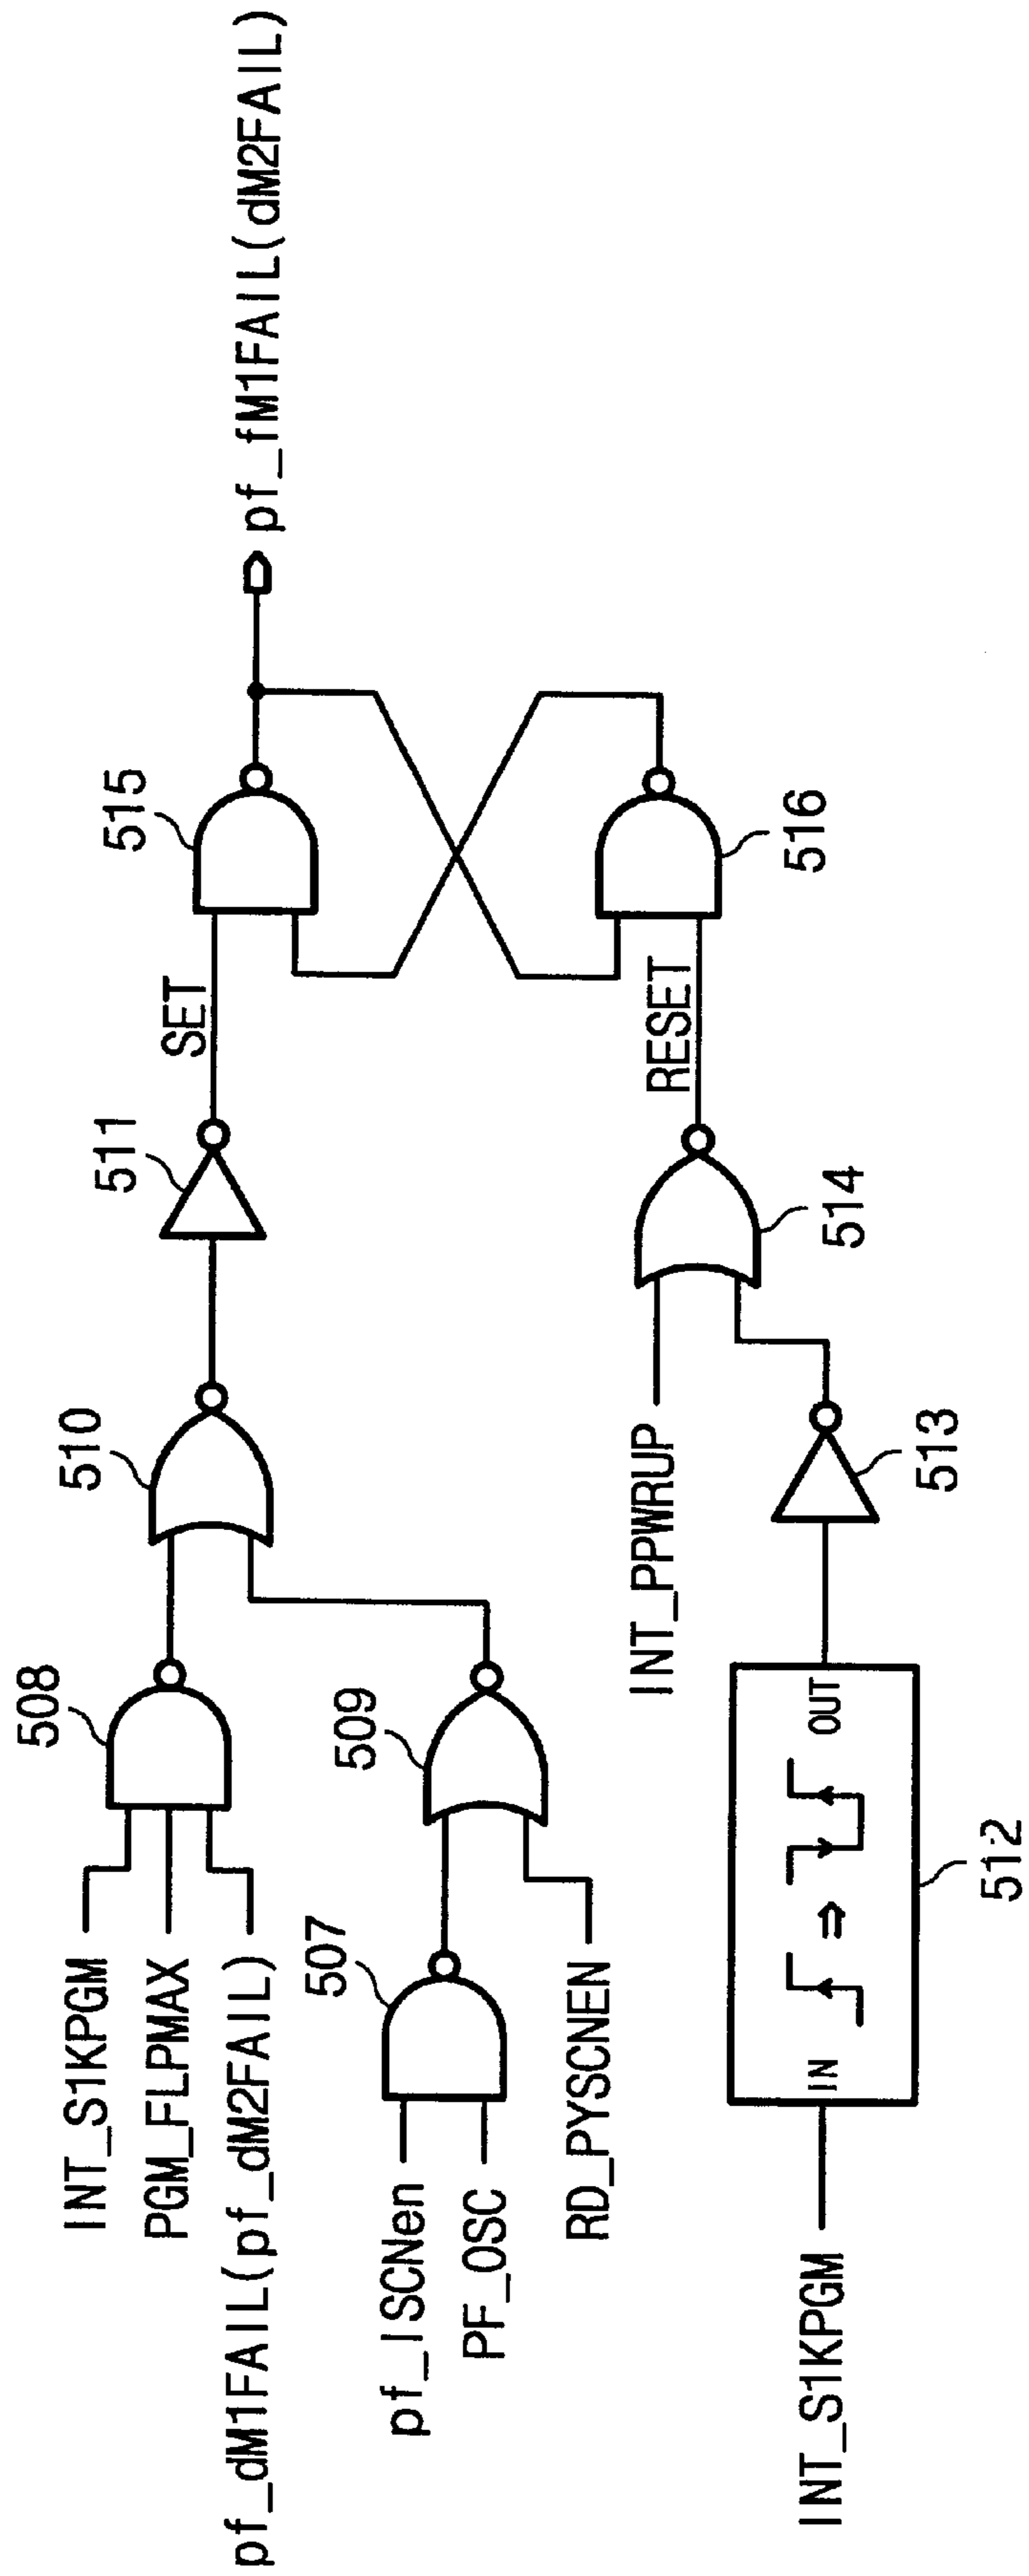 INT_S1KPGM
PGM_FLPMAX
pf_dM1FAIL(pf_dM2FAIL)
508
510
511
SET
515
pf_fM1FAIL(dM2FAIL)
pf_ISCNen
PF_OSC
507
509
RD_PYSCNEN
INT_PPWRUP
514
RESET
516
INT_S1KPGM
IN
OUT
512
513